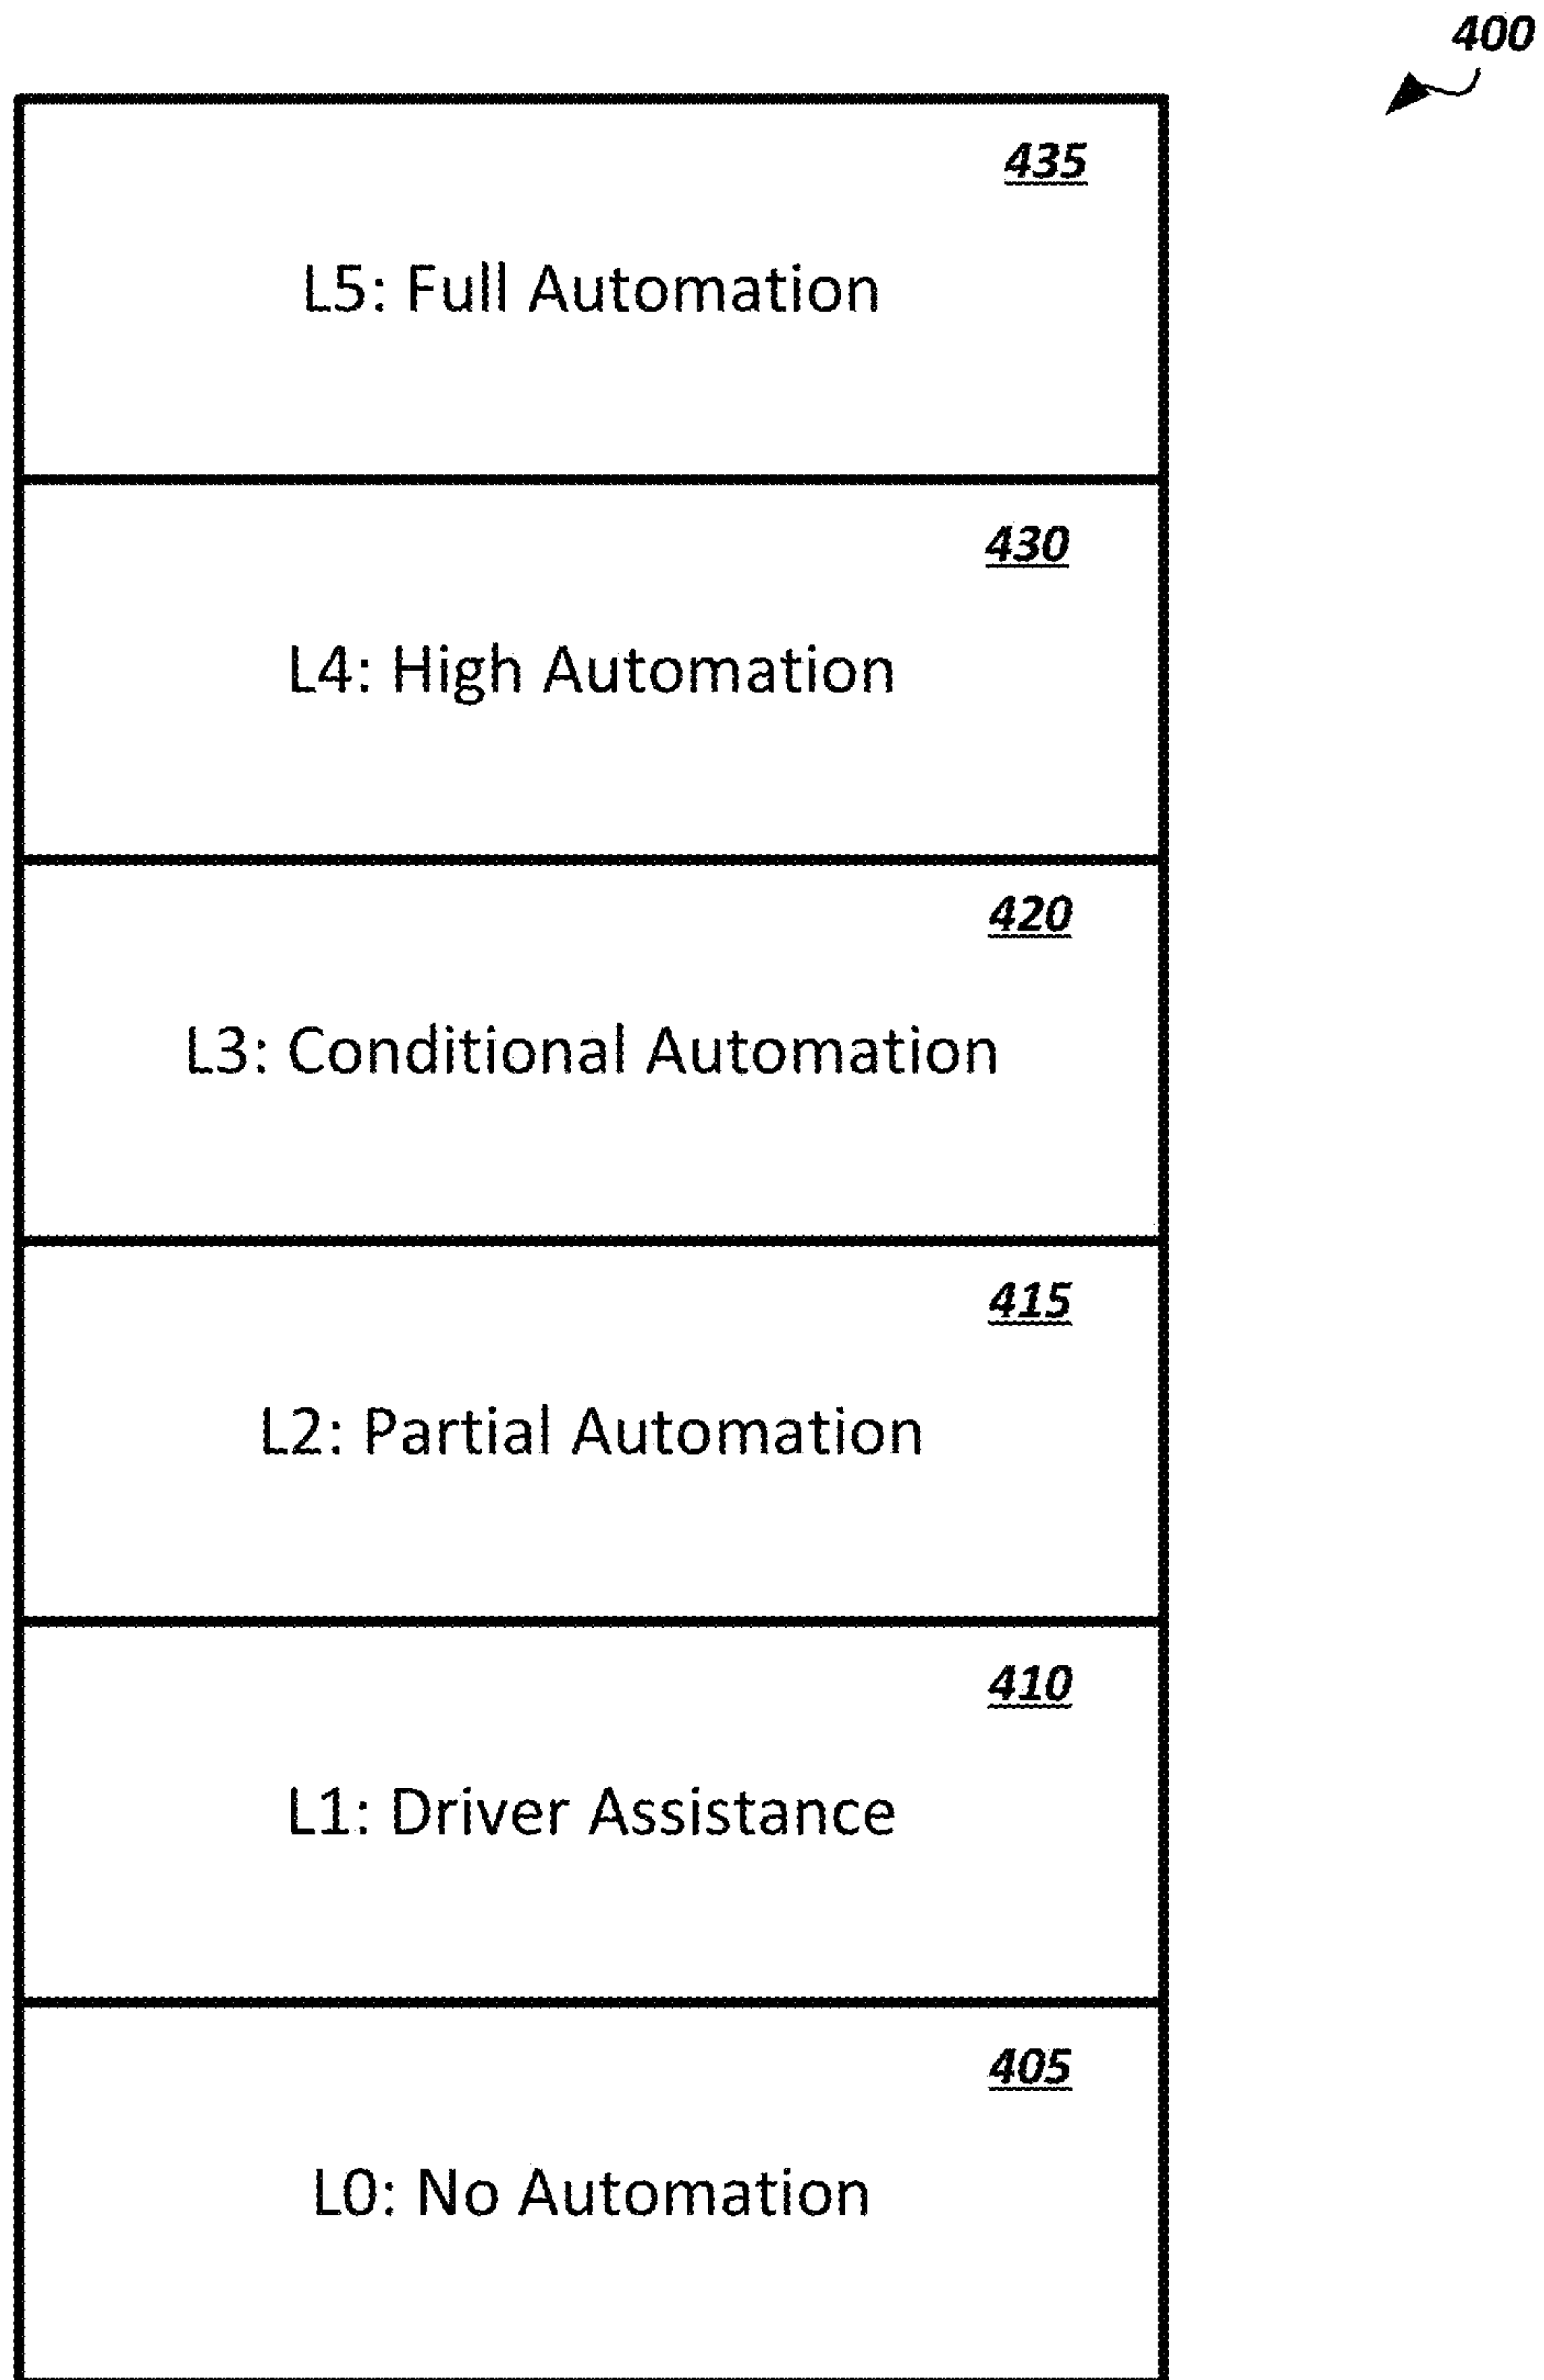 400
435
L5: Full Automation
430
L4: High Automation
420
L3: Conditional Automation
415
L2: Partial Automation
410
L1: Driver Assistance
405
L0: No Automation